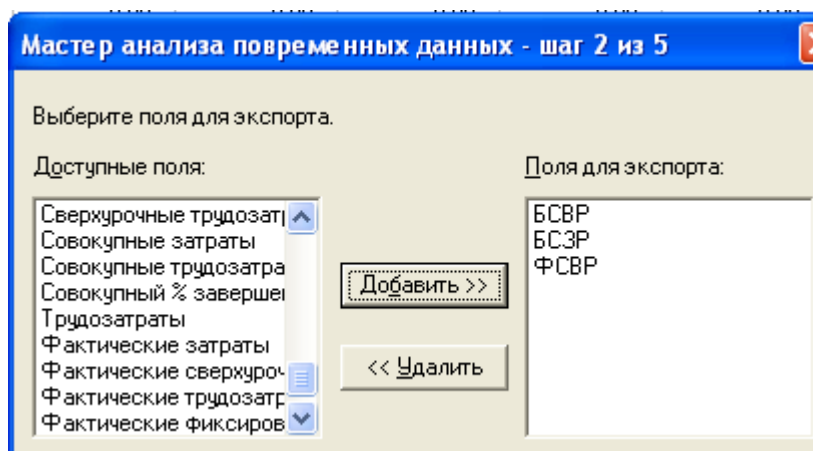 Мастер анализа повременных данных - шаг 2 из 5
Выберите поля для экспорта.
Доступные поля:
Поля для экспорта:
Сверхурочные трудозатр
Совокупные затраты
Совокупные трудозатра
Совокупный % заверше
Трудозатраты
Фактические затраты
Фактические сверхуроч
Фактические трудозатр
Фактические фиксиров
Добавить >>
<< Удалить
БСВР
БСЗР
ФСВР